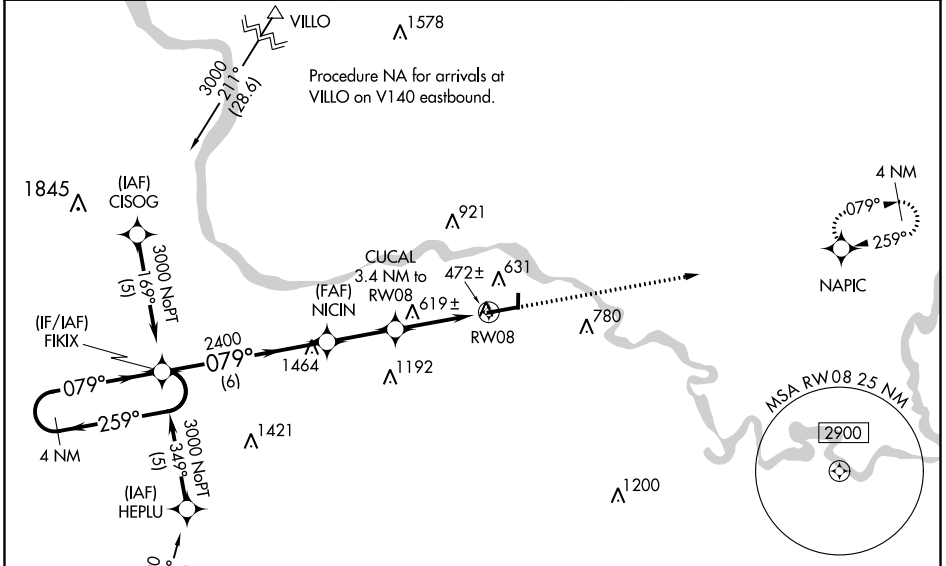 VILLO
1578
3000
211°
(28.6)
Procedure NA for arrivals at
VILLO on V140 eastbound.
1845
(IAF)
CISOG
4 NM
079°
259°
NAPIC
921
3000 NoPT
169°
(5)
CUCAL
3.4 NM to
RW08
472±
631
(FAF)
NICIN
619±
(IF/IAF)
FIKIX
2400
079°
(6)
1464
RW08
780
1192
079°
259°
4 NM
MSA RW08 25 NM
2900
1421
3000 NoPT
349°
(5)
1200
(IAF)
HEPLU